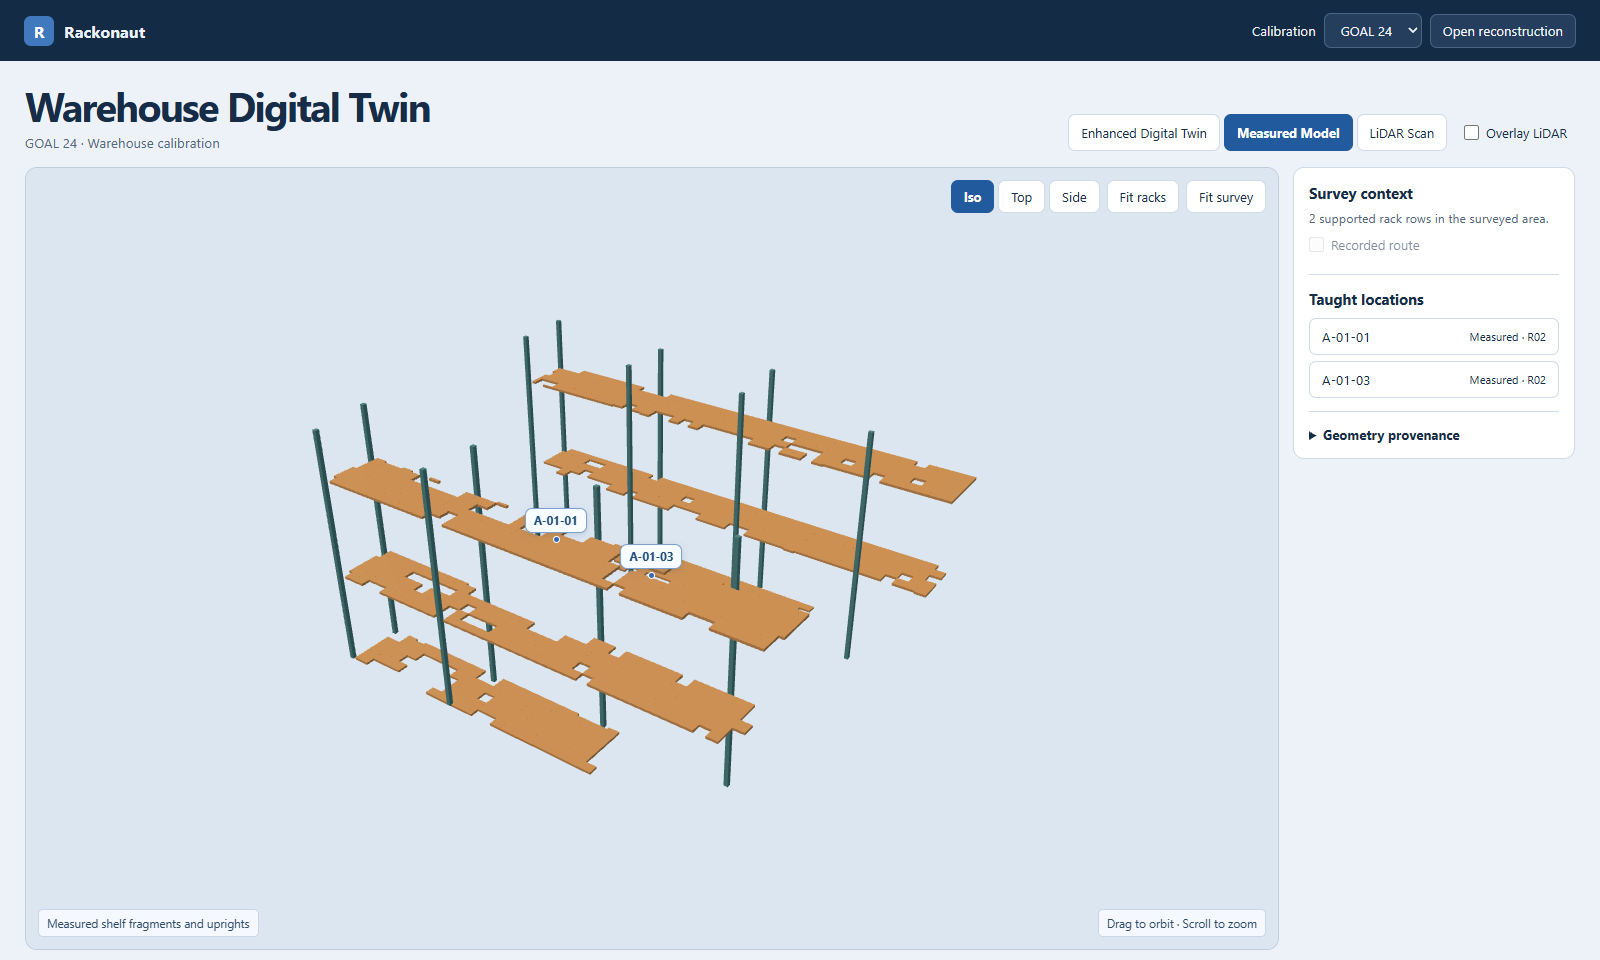 R Rackonaut
Calibration GOAL 24 Open reconstruction
Warehouse Digital Twin
GOAL 24 · Warehouse calibration
Enhanced Digital Twin Measured Model LiDAR Scan Overlay LiDAR
Iso Top Side Fit racks Fit survey
A-01-01
A-01-03
Measured shelf fragments and uprights
Drag to orbit · Scroll to zoom
Survey context
2 supported rack rows in the surveyed area.
Recorded route
Taught locations
A-01-01 Measured · R02
A-01-03 Measured · R02
Geometry provenance